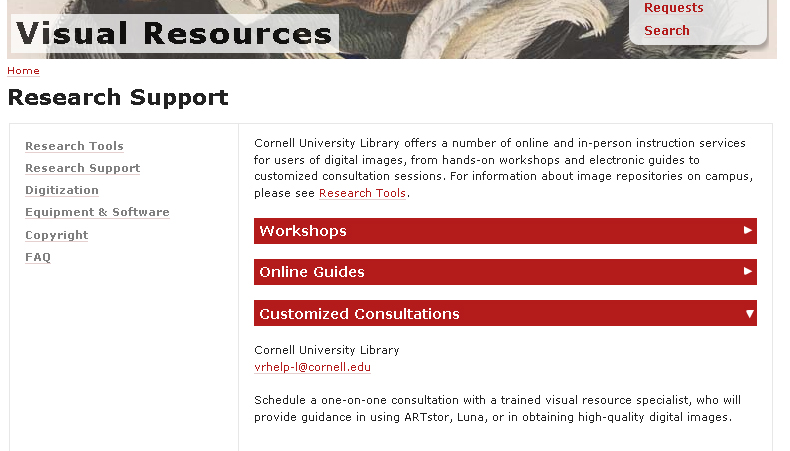 Requests
Search
Visual Resources
Home
Research Support
Research Tools
Research Support
Digitization
Equipment & Software
Copyright
FAQ
Cornell University Library offers a number of online and in-person instruction services
for users of digital images, from hands-on workshops and electronic guides to
customized consultation sessions. For information about image repositories on campus,
please see Research Tools.
Workshops
Online Guides
Customized Consultations
Cornell University Library
vrhelp-l@cornell.edu
Schedule a one-on-one consultation with a trained visual resource specialist, who will
provide guidance in using ARTstor, Luna, or in obtaining high-quality digital images.